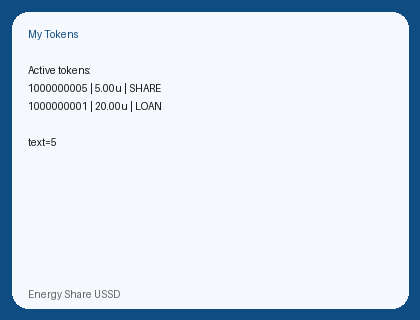 My Tokens
Active tokens:
1000000005 | 5.00u | SHARE
1000000001 | 20.00u | LOAN
text=5
Energy Share USSD